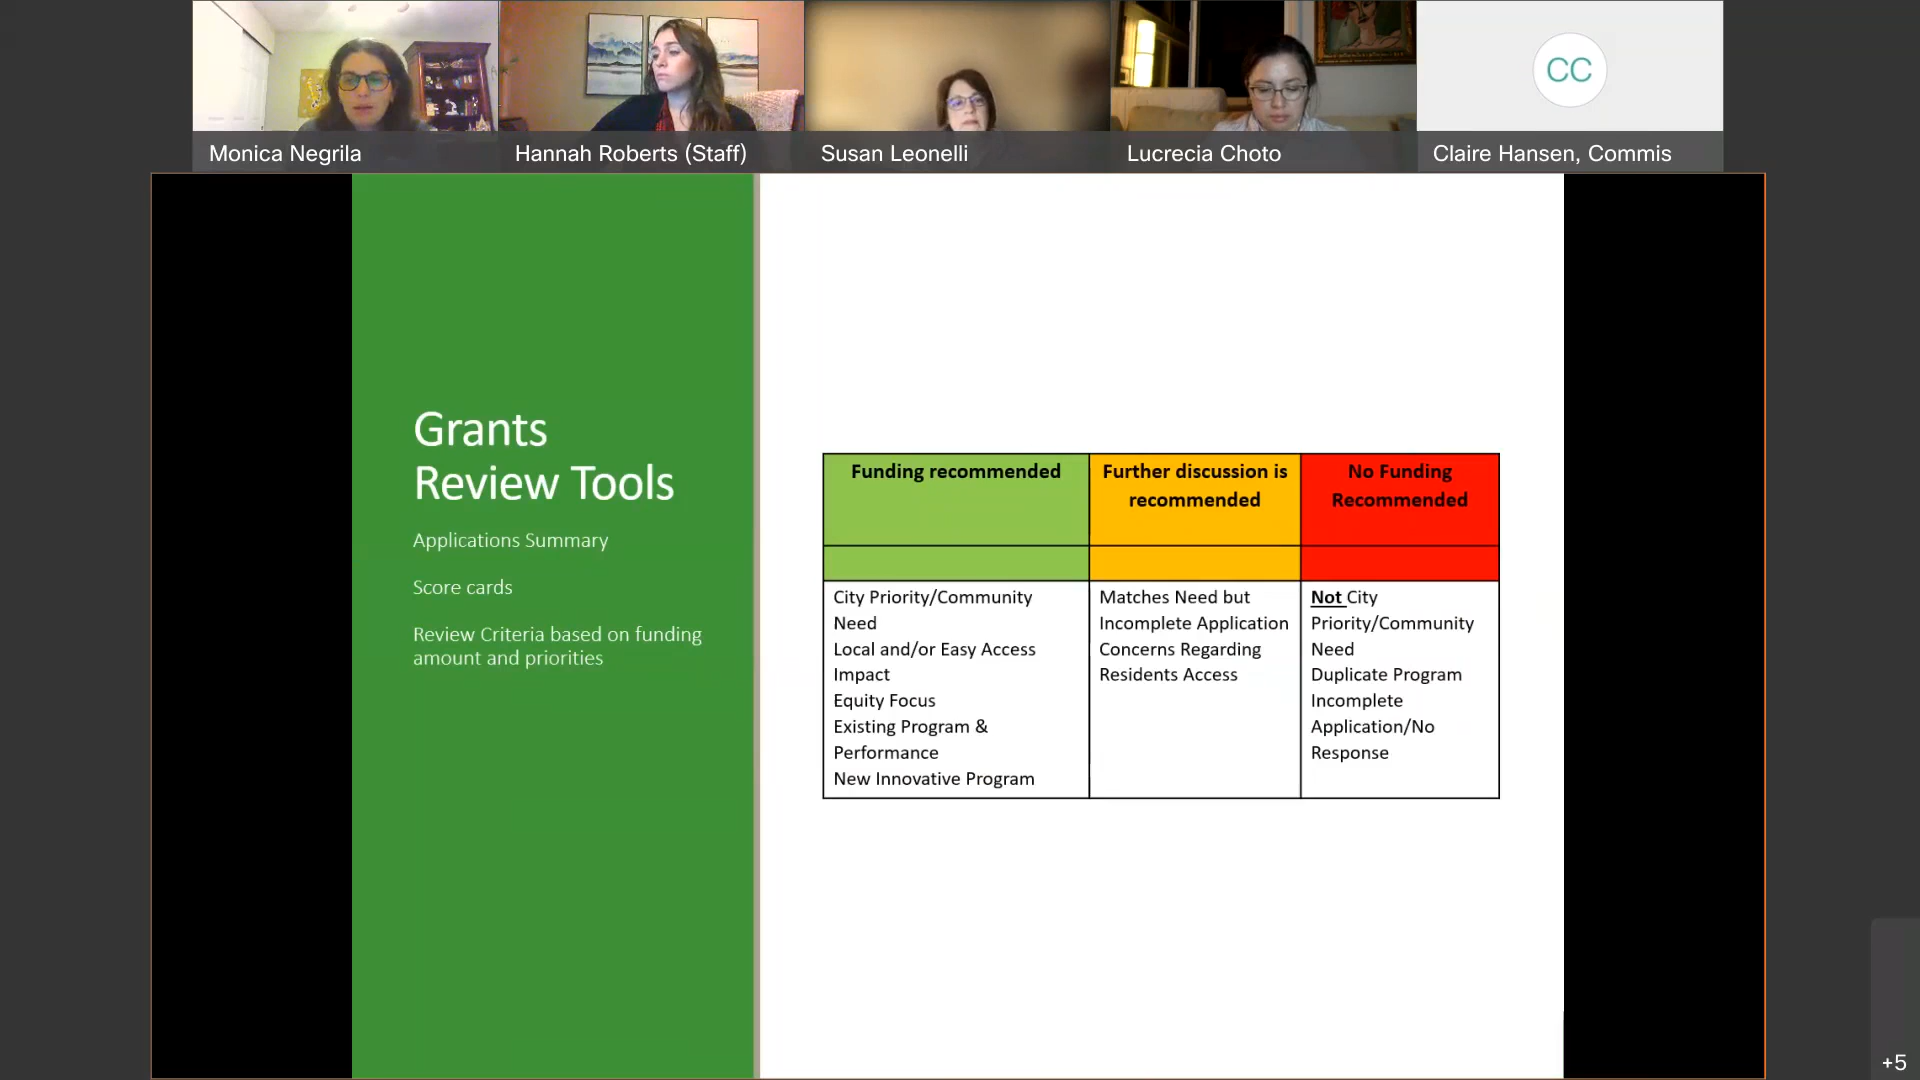 Monica Negrila
Hannah Roberts (Staff)
Susan Leonelli
Lucrecia Choto
CC
Claire Hansen, Commis
Grants
Review Tools
Applications Summary
Score cards
Review Criteria based on funding
amount and priorities
Funding recommended
Further discussion is
recommended
No Funding
Recommended
City Priority/Community
Need
Local and/or Easy Access
Impact
Equity Focus
Existing Program &
Performance
New Innovative Program
Matches Need but
Incomplete Application
Concerns Regarding
Residents Access
Not City
Priority/Community
Need
Duplicate Program
Incomplete
Application/No
Response
+5